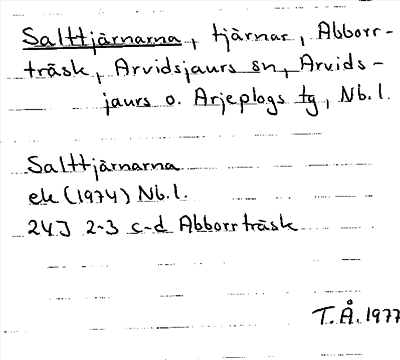 Salttjärnarna, tjärnar, Abborr-
träsk, Arvidsjaurs sn, Arvids-
jaurs o. Arjeplogs tg, Nb.l.
Salttjärnarna
ek (1974) Nb.l.
24J 2-3 c-d Abborrträsk
T.Å. 1977